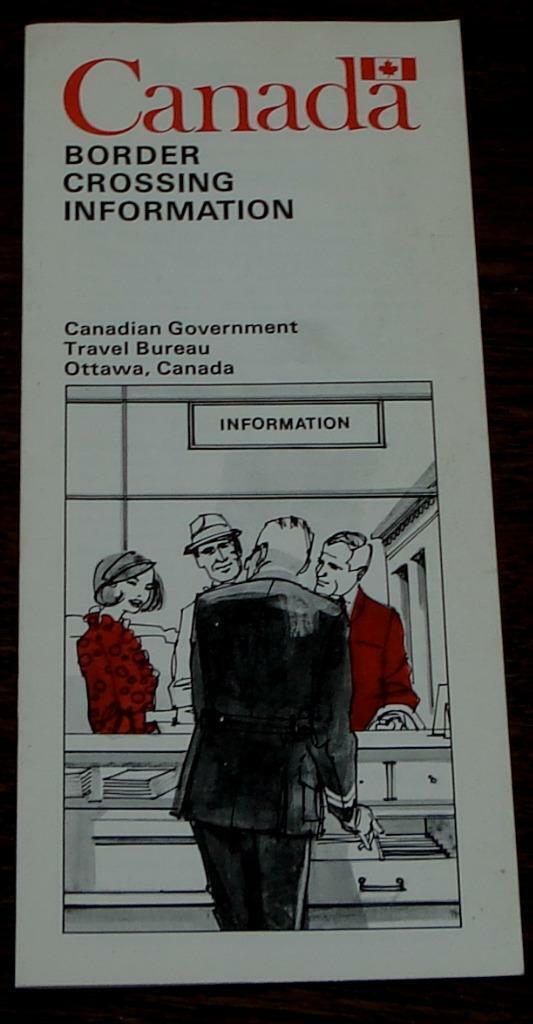 Canada
BORDER
CROSSING
INFORMATION
Canadian Government
Travel Bureau
Ottawa, Canada
INFORMATION